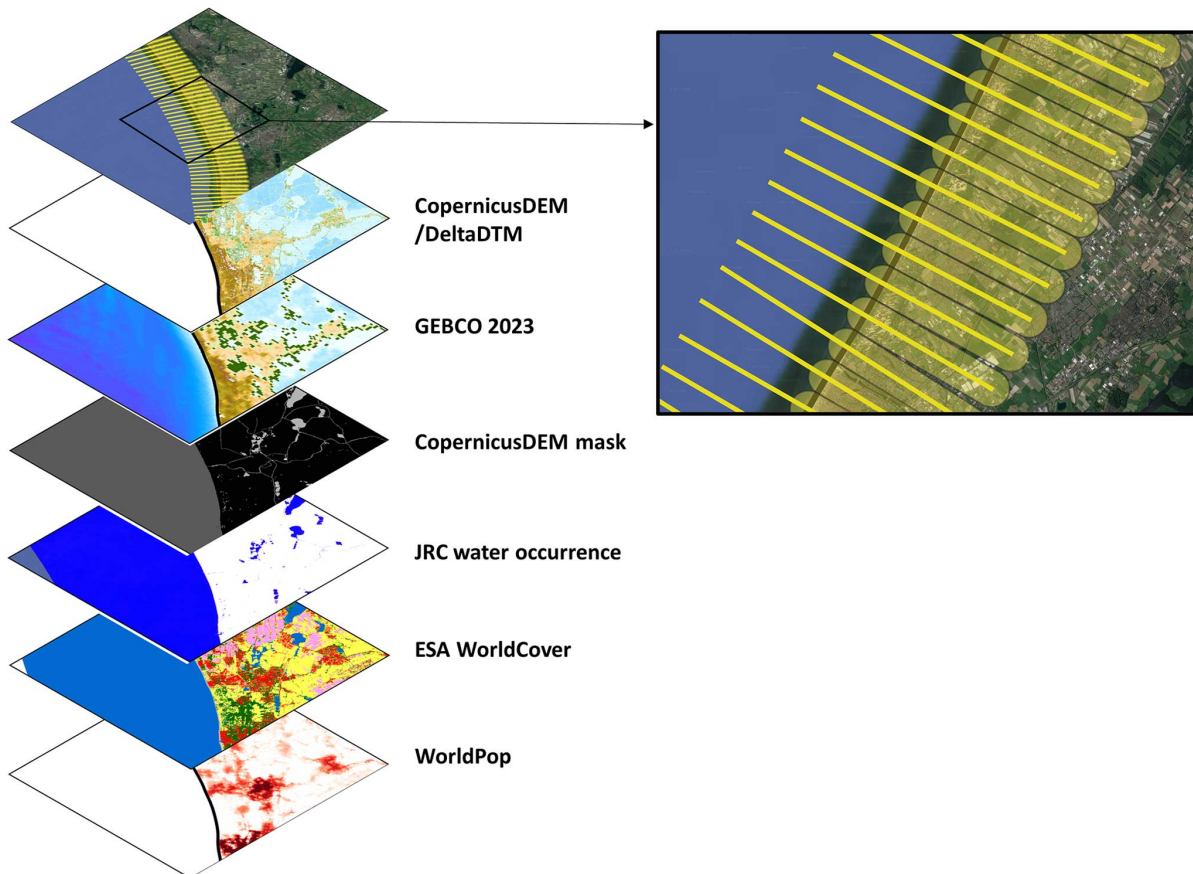 CopernicusDEM
/DeltaDTM
GEBCO 2023
CopernicusDEM mask
JRC water occurrence
ESA WorldCover
WorldPop